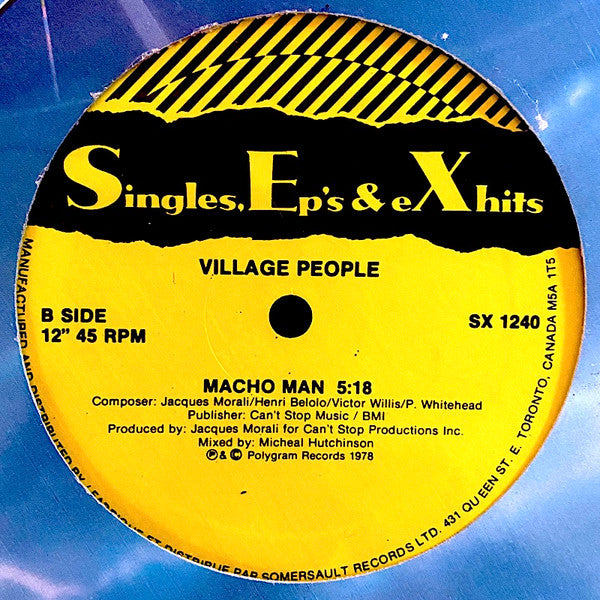 Singles, Ep's & eXhits
VILLAGE PEOPLE
B SIDE
12" 45 RPM
SX 1240
MACHO MAN 5:18
Composer: Jacques Morali/Henri Belolo/Victor Willis/P. Whitehead
Publisher: Can't Stop Music / BMI
Produced by: Jacques Morali for Can't Stop Productions Inc.
Mixed by: Micheal Hutchinson
℗ & © Polygram Records 1978
MANUFACTURED AND DISTRIBUTED BY / FABRIQUE ET DISTRIBUE PAR SOMERSAULT RECORDS LTD. 431 QUEEN ST. E. TORONTO, CANADA M5A 1T5